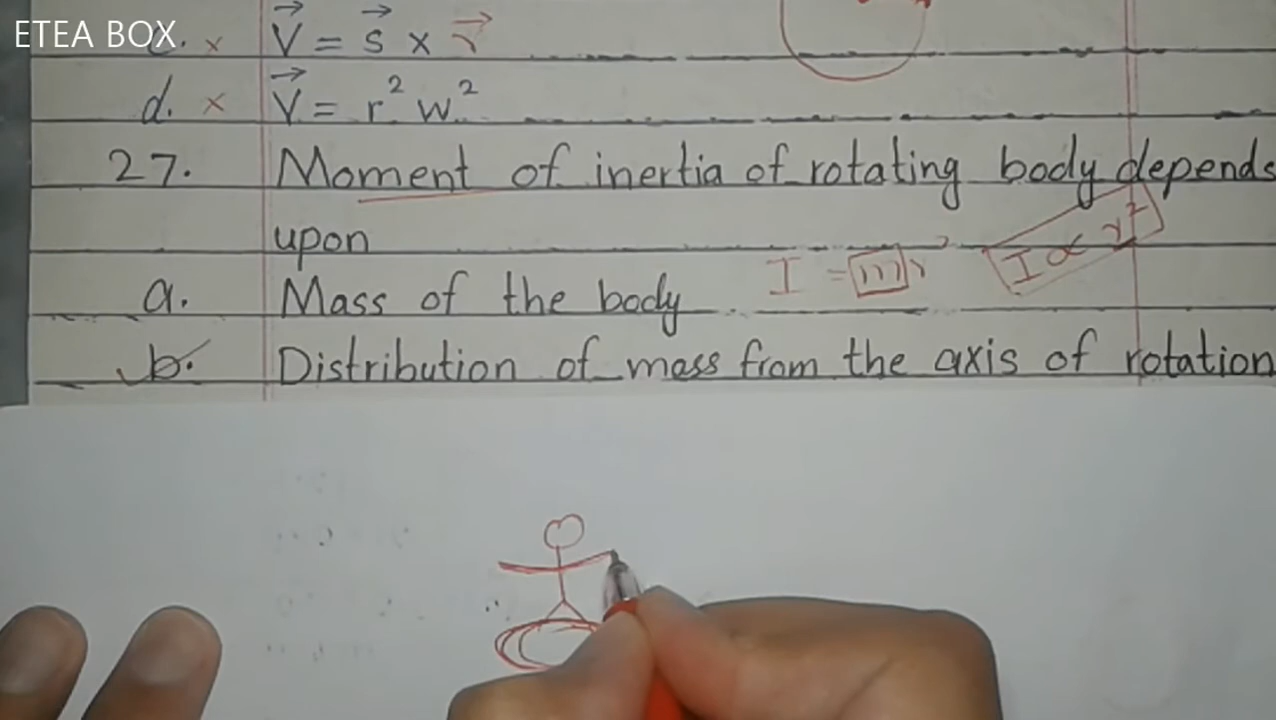 ETEA BOX
c. × V⃗ = s⃗ × r⃗
d. × V⃗ = r² w²
27. Moment of inertia of rotating body depends
upon
I ∝ r²
a. Mass of the body I = mr²
b. Distribution of mass from the axis of rotation